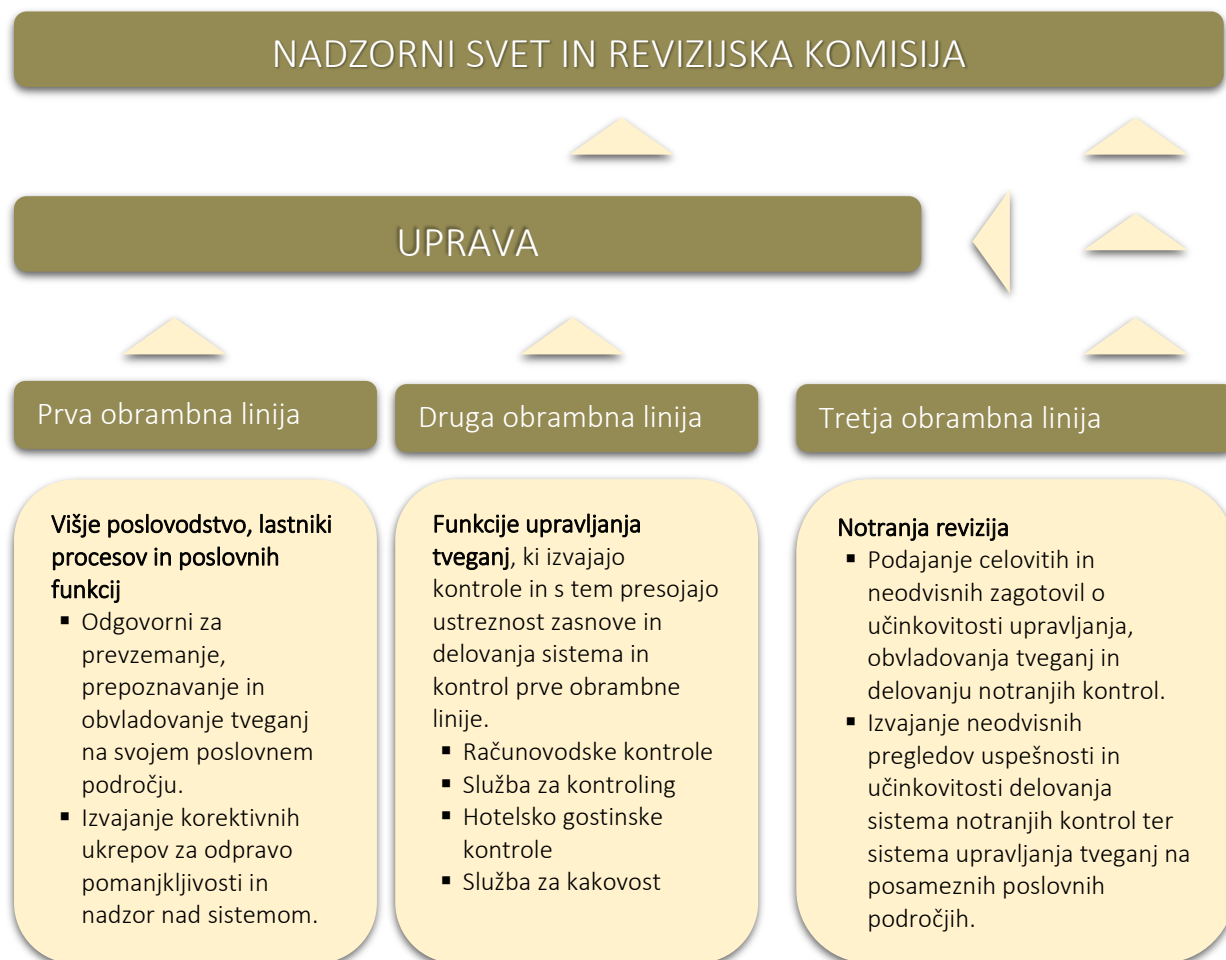 NADZORNI SVET IN REVIZIJSKA KOMISIJA
UPRAVA
Prva obrambna linija
Višje poslovodstvo, lastniki
procesov in poslovnih
funkcij
▪ Odgovorni za
prevzemanje,
prepoznavanje in
obvladovanje tveganj
na svojem poslovnem
področju.
▪ Izvajanje korektivnih
ukrepov za odpravo
pomanjkljivosti in
nadzor nad sistemom.
Druga obrambna linija
Funkcije upravljanja
tveganj, ki izvajajo
kontrole in s tem presojajo
ustreznost zasnove in
delovanja sistema in
kontrol prve obrambne
linije.
▪ Računovodske kontrole
▪ Služba za kontroling
▪ Hotelsko gostinske
kontrole
▪ Služba za kakovost
Tretja obrambna linija
Notranja revizija
▪ Podajanje celovitih in
neodvisnih zagotovil o
učinkovitosti upravljanja,
obvladovanja tveganj in
delovanju notranjih kontrol.
▪ Izvajanje neodvisnih
pregledov uspešnosti in
učinkovitosti delovanja
sistema notranjih kontrol ter
sistema upravljanja tveganj na
posameznih poslovnih
področjih.